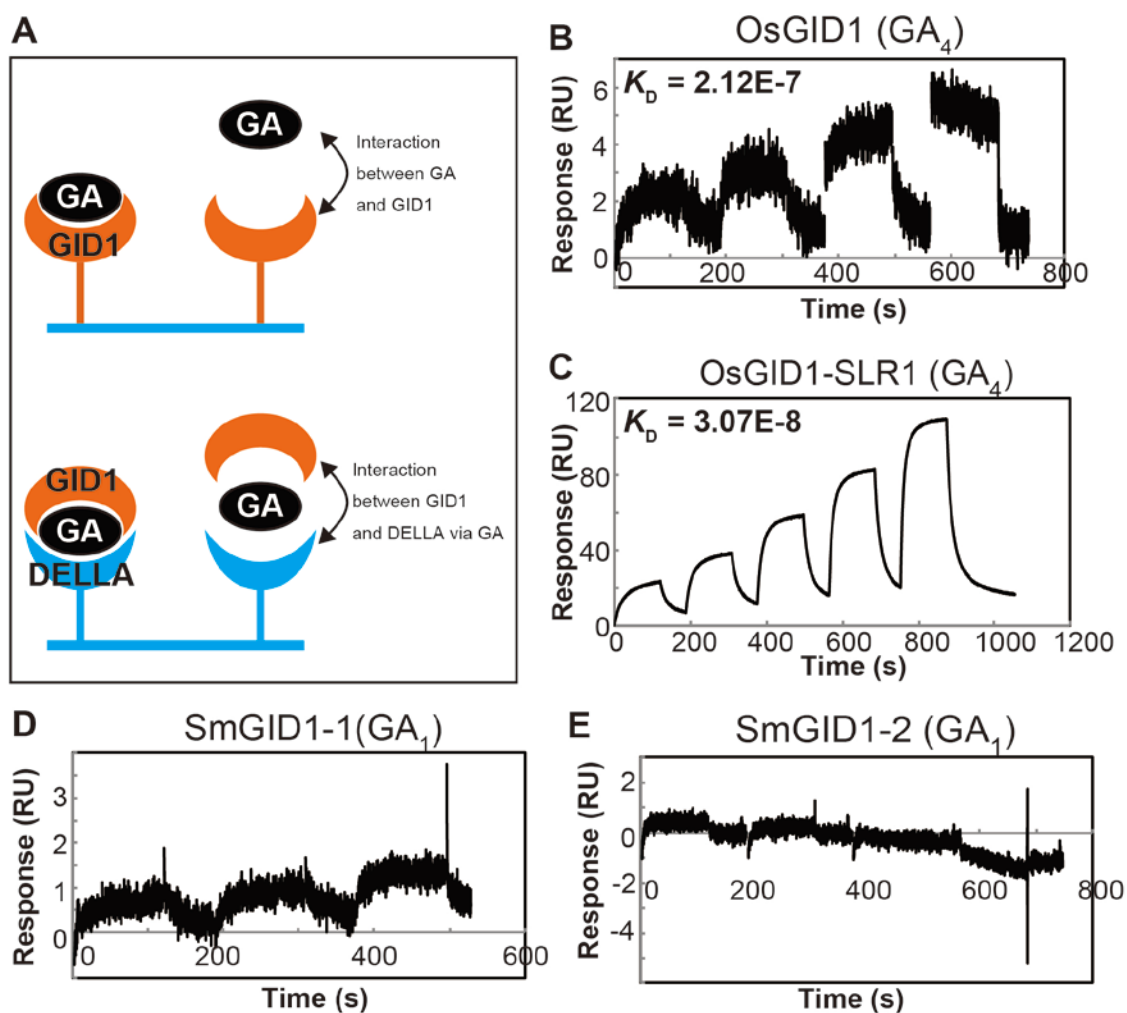 A
GA
GA
GID1
Interaction
between GA
and GID1
GID1
GA
DELLA
GA
Interaction
between GID1
and DELLA via GA
B
OsGID1 (GA4)
KD = 2.12E-7
Response (RU)
6
4
2
0
0 200 400 600 800
Time (s)
C
OsGID1-SLR1 (GA4)
KD = 3.07E-8
Response (RU)
120
80
40
0
0 200 400 600 800 1000 1200
Time (s)
D
SmGID1-1(GA1)
Response (RU)
3
2
1
0
0 200 400 600
Time (s)
E
SmGID1-2 (GA1)
Response (RU)
2
0
-2
-4
0 200 400 600 800
Time (s)